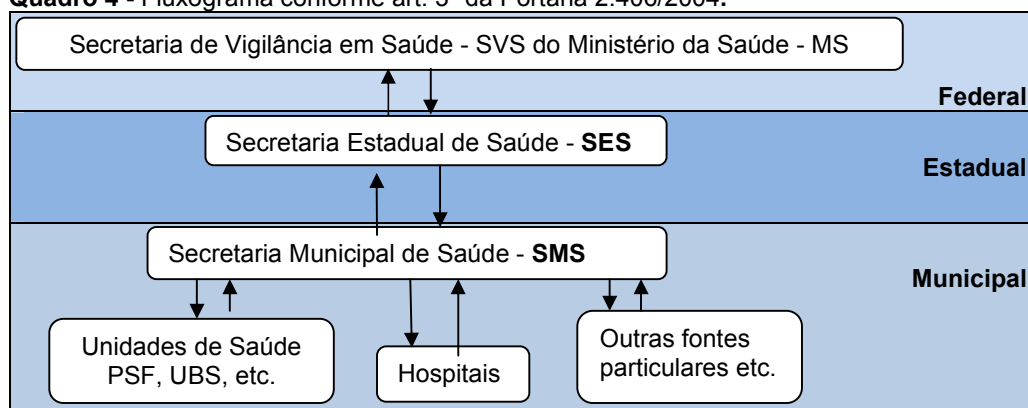 Quadro 4 - Fluxograma conforme art. 5º da Portaria 2.406/2004.
Secretaria de Vigilância em Saúde - SVS do Ministério da Saúde - MS
Federal
Secretaria Estadual de Saúde - SES
Estadual
Secretaria Municipal de Saúde - SMS
Municipal
Unidades de Saúde
PSF, UBS, etc.
Hospitais
Outras fontes
particulares etc.